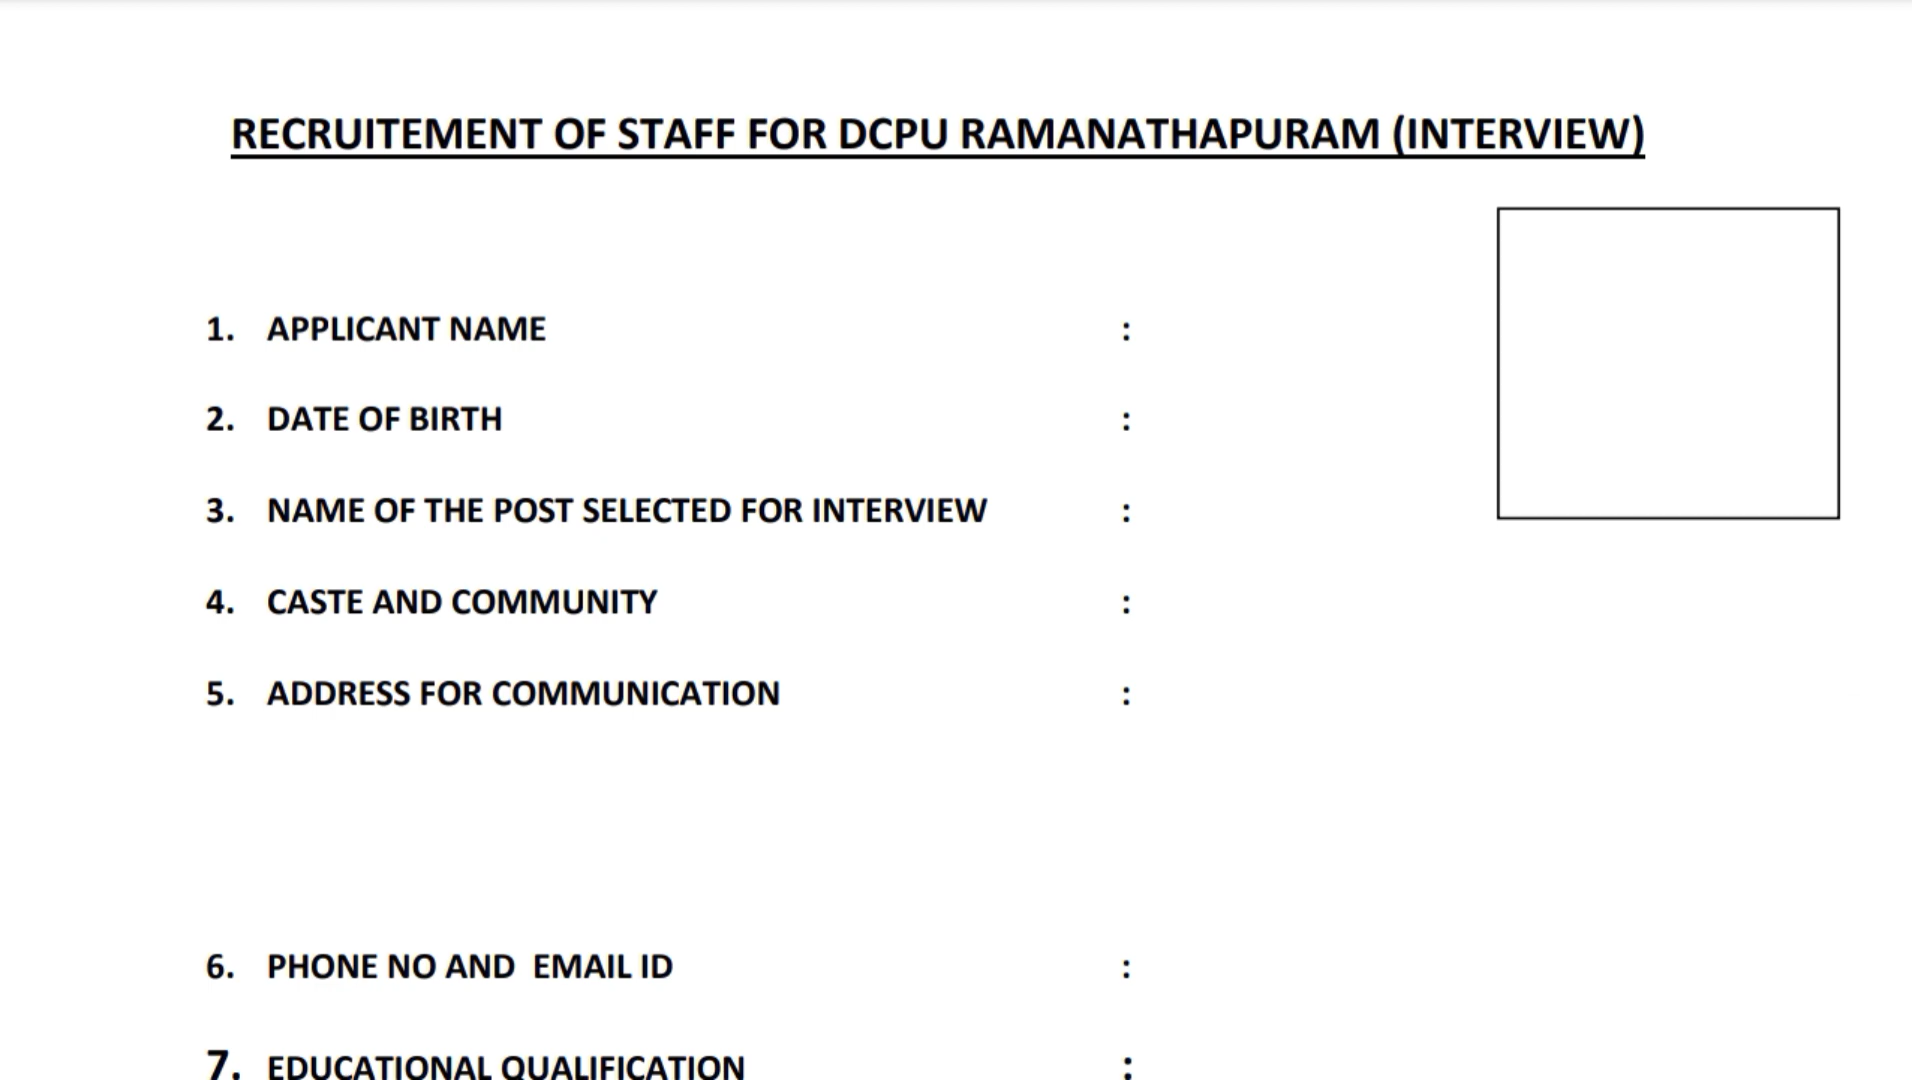 RECRUITEMENT OF STAFF FOR DCPU RAMANATHAPURAM (INTERVIEW)
1. APPLICANT NAME :
2. DATE OF BIRTH :
3. NAME OF THE POST SELECTED FOR INTERVIEW :
4. CASTE AND COMMUNITY :
5. ADDRESS FOR COMMUNICATION :
6. PHONE NO AND  EMAIL ID :
7. EDUCATIONAL QUALIFICATION :